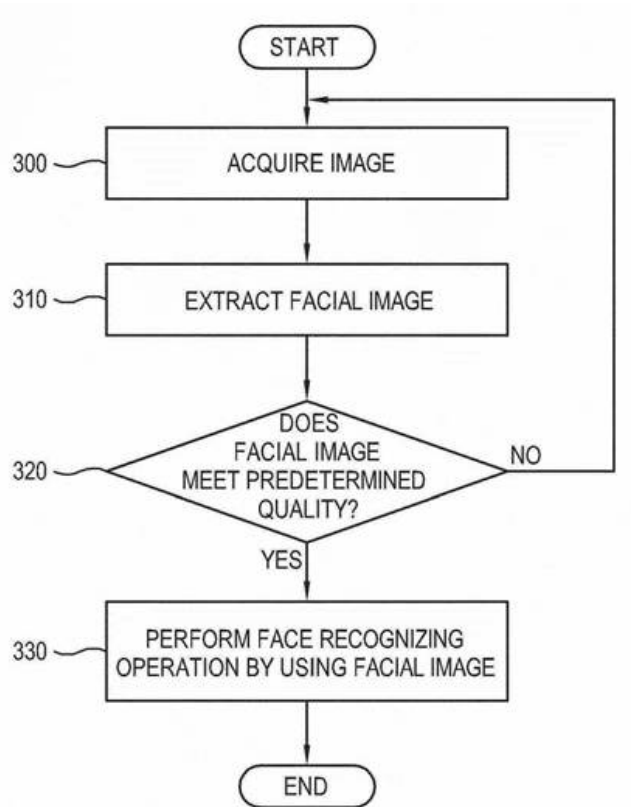 START
300
ACQUIRE IMAGE
310
EXTRACT FACIAL IMAGE
320
DOES
FACIAL IMAGE
MEET PREDETERMINED
QUALITY?
NO
YES
330
PERFORM FACE RECOGNIZING
OPERATION BY USING FACIAL IMAGE
END